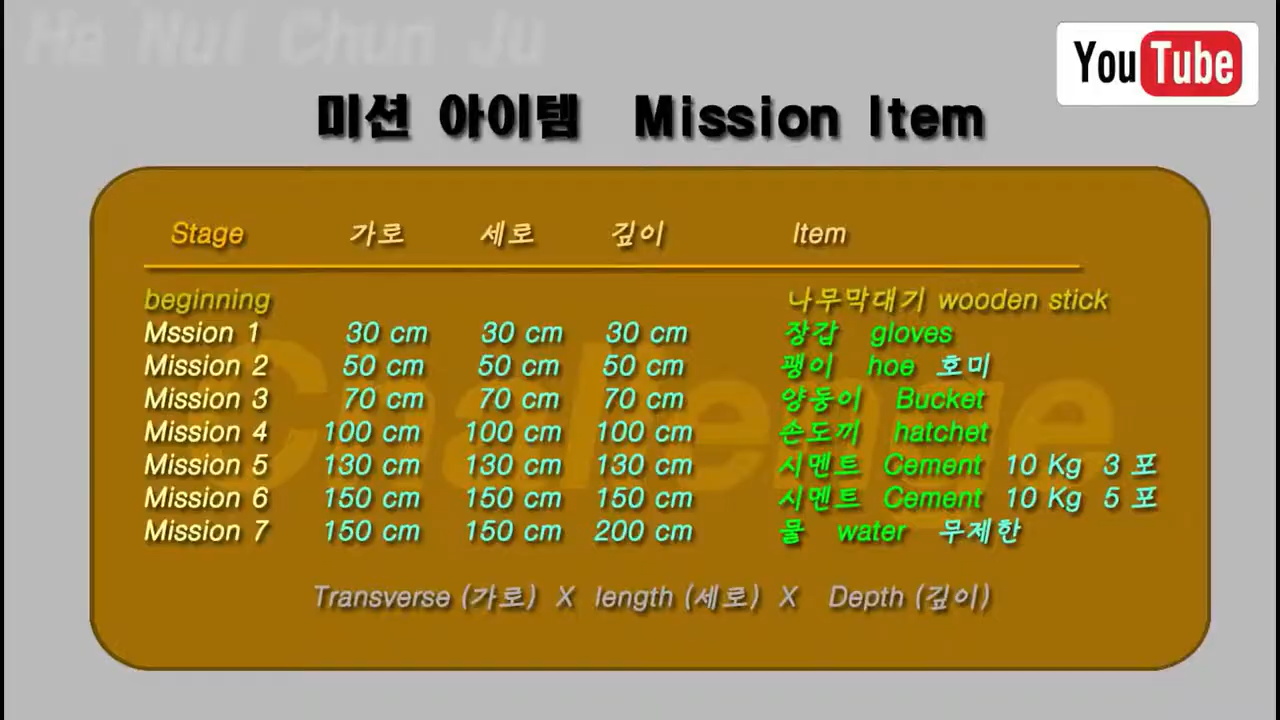 Ha Nui Chun Ju
YouTube
미션 아이템 Mission Item
Stage 가로 세로 깊이 Item
beginning 나무막대기 wooden stick
Mssion 1 30 cm 30 cm 30 cm 장갑 gloves
Mission 2 50 cm 50 cm 50 cm 괭이 hoe 호미
Mission 3 70 cm 70 cm 70 cm 양동이 Bucket
Mission 4 100 cm 100 cm 100 cm 손도끼 hatchet
Mission 5 130 cm 130 cm 130 cm 시멘트 Cement 10 Kg 3 포
Mission 6 150 cm 150 cm 150 cm 시멘트 Cement 10 Kg 5 포
Mission 7 150 cm 150 cm 200 cm 물 water 무제한
Challenge
Transverse (가로) X length (세로) X Depth (깊이)